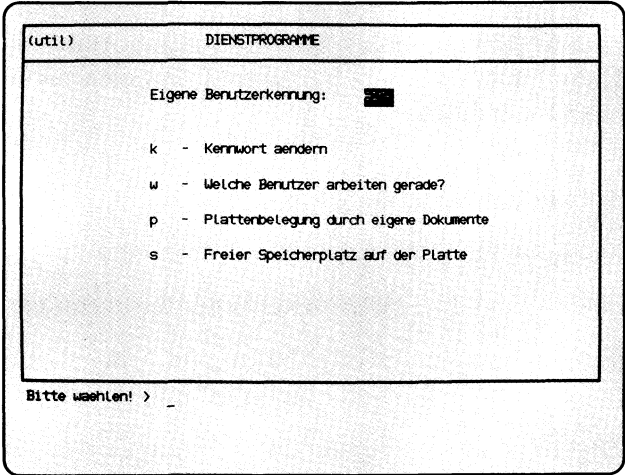 (util) DIENSTPROGRAMME
Eigene Benutzerkennung:
k - Kennwort aendern
w - Welche Benutzer arbeiten gerade?
p - Plattenbelegung durch eigene Dokumente
s - Freier Speicherplatz auf der Platte
Bitte waehlen! > _